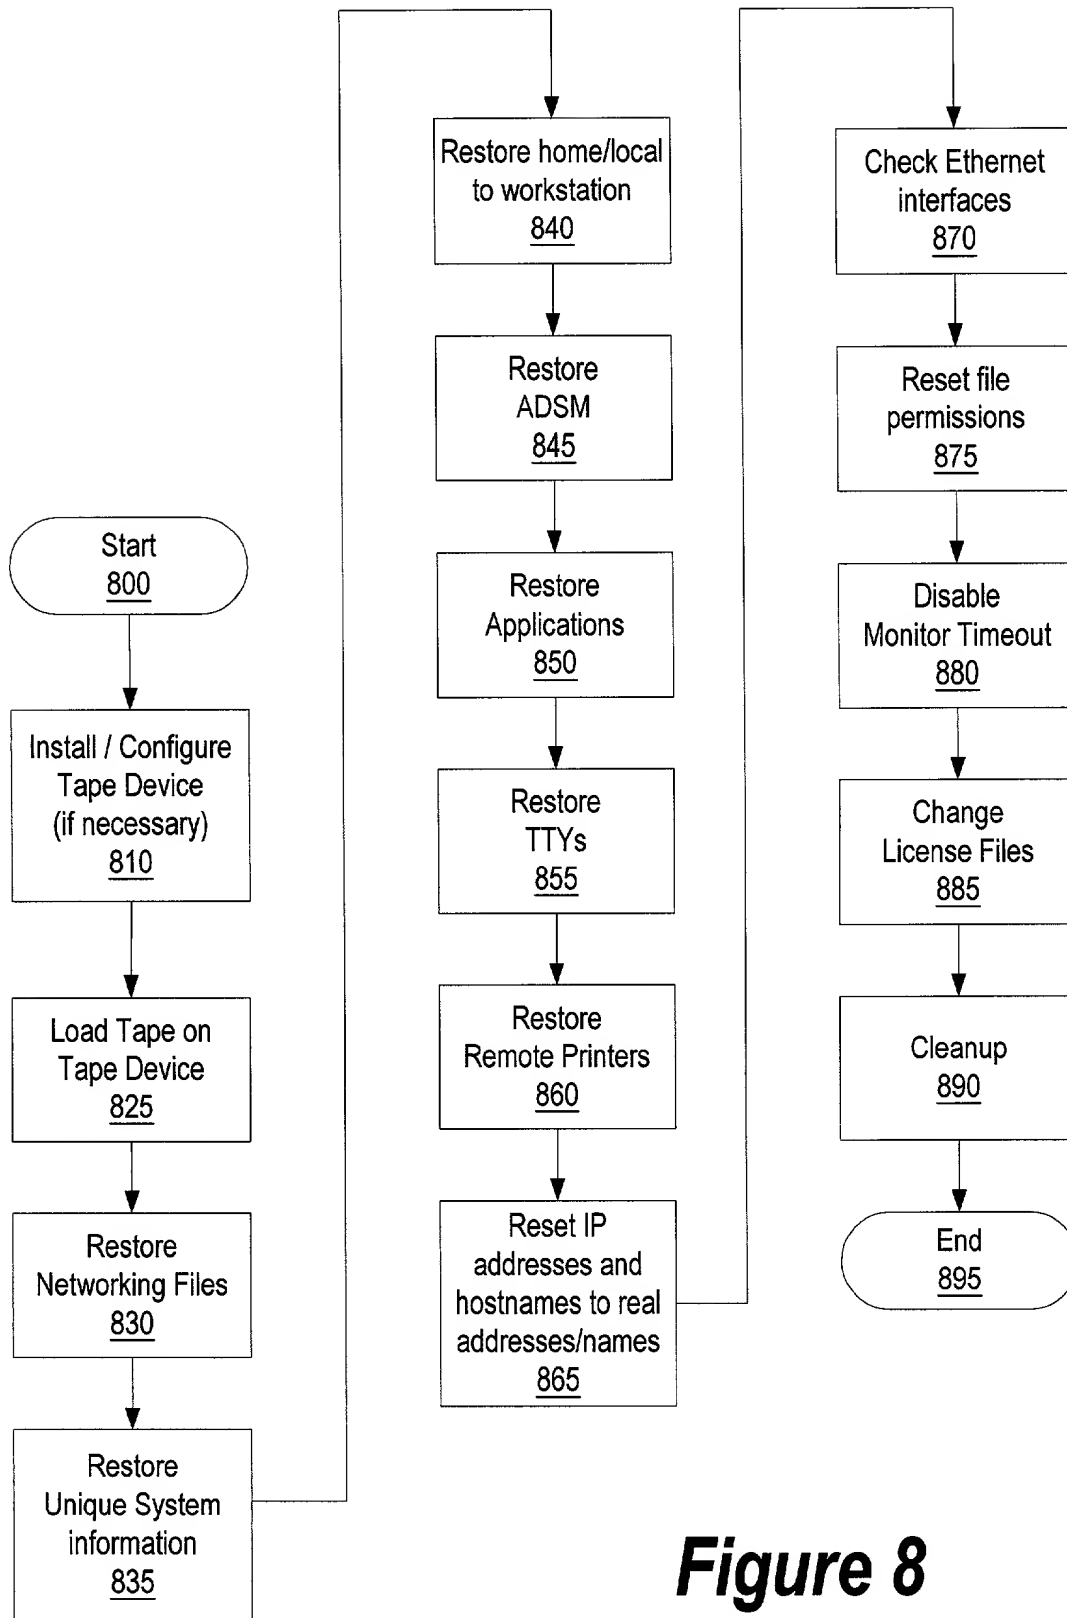 Start
800
Install / Configure
Tape Device
(if necessary)
810
Load Tape on
Tape Device
825
Restore
Networking Files
830
Restore
Unique System
information
835
Restore home/local
to workstation
840
Restore
ADSM
845
Restore
Applications
850
Restore
TTYs
855
Restore
Remote Printers
860
Reset IP
addresses and
hostnames to real
addresses/names
865
Check Ethernet
interfaces
870
Reset file
permissions
875
Disable
Monitor Timeout
880
Change
License Files
885
Cleanup
890
End
895
Figure 8